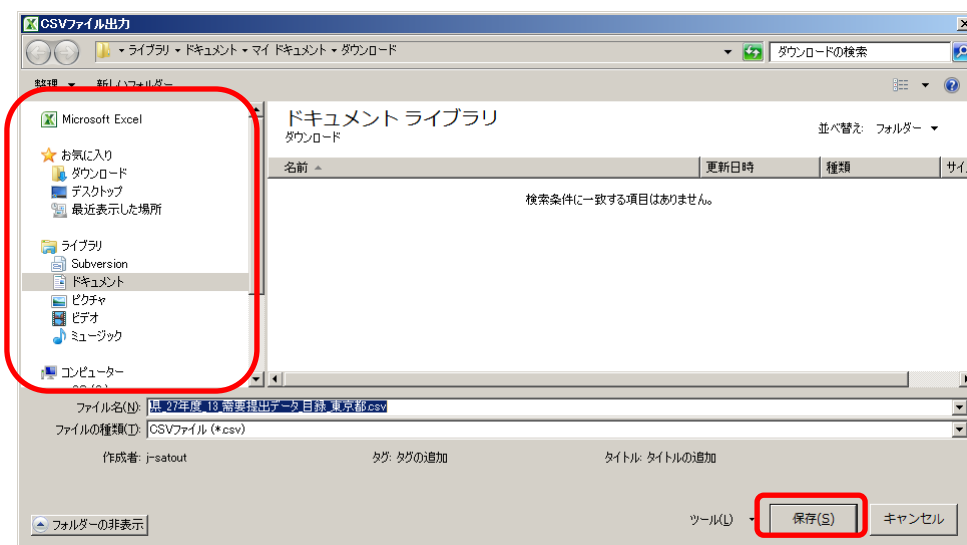 CSVファイル出力
▾ ライブラリ ▾ ドキュメント ▾ マイ ドキュメント ▾ ダウンロード
ダウンロードの検索
整理 ▾ 新しいフォルダー
Microsoft Excel
お気に入り
ダウンロード
デスクトップ
最近表示した場所
ライブラリ
Subversion
ドキュメント
ピクチャ
ビデオ
ミュージック
コンピューター
ドキュメント ライブラリ
ダウンロード
並べ替え: フォルダー ▾
名前 更新日時 種類
検索条件に一致する項目はありません。
ファイル名(N): 県_27年度_13_需要提出データ目録_東京都.csv
ファイルの種類(T): CSVファイル (*.csv)
作成者: j-satout タグ: タグの追加 タイトル: タイトルの追加
フォルダーの非表示
ツール(L) ▾ 保存(S) キャンセル